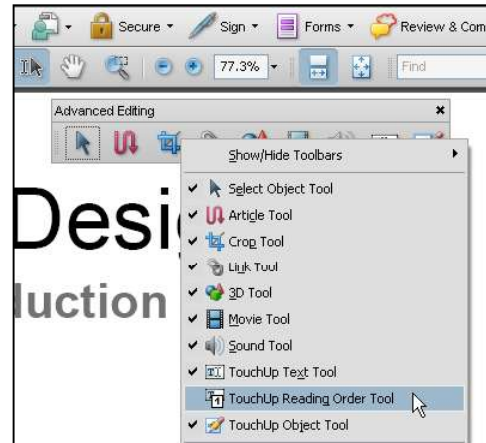 Secure Sign Forms Review & Com
77.3% Find
Advanced Editing
Show/Hide Toolbars
Select Object Tool
Article Tool
Crop Tool
Link Tool
3D Tool
Movie Tool
Sound Tool
TouchUp Text Tool
TouchUp Reading Order Tool
TouchUp Object Tool
Desi
duction